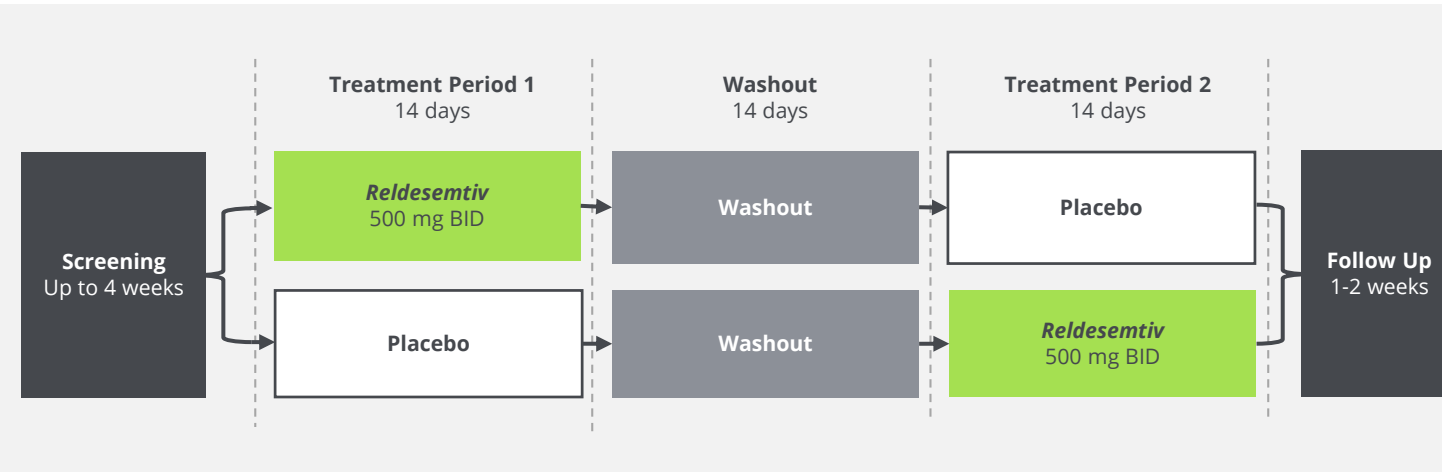 Treatment Period 1
14 days
Washout
14 days
Treatment Period 2
14 days
Screening
Up to 4 weeks
Reldesemtiv
500 mg BID
Washout
Placebo
Placebo
Washout
Reldesemtiv
500 mg BID
Follow Up
1-2 weeks